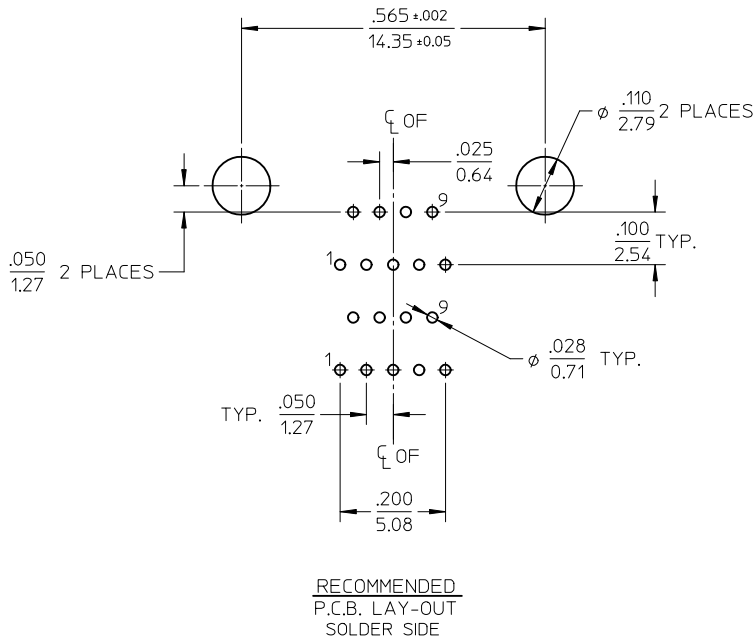 .565 ±.002
14.35 ±0.05
℄ OF
.110
2.79
φ 2 PLACES
.025
0.64
9
.100
2.54
TYP.
.050
1.27
2 PLACES
1
9
φ .028
0.71
TYP.
1
TYP. .050
1.27
℄ OF
.200
5.08
RECOMMENDED
P.C.B. LAY-OUT
SOLDER SIDE